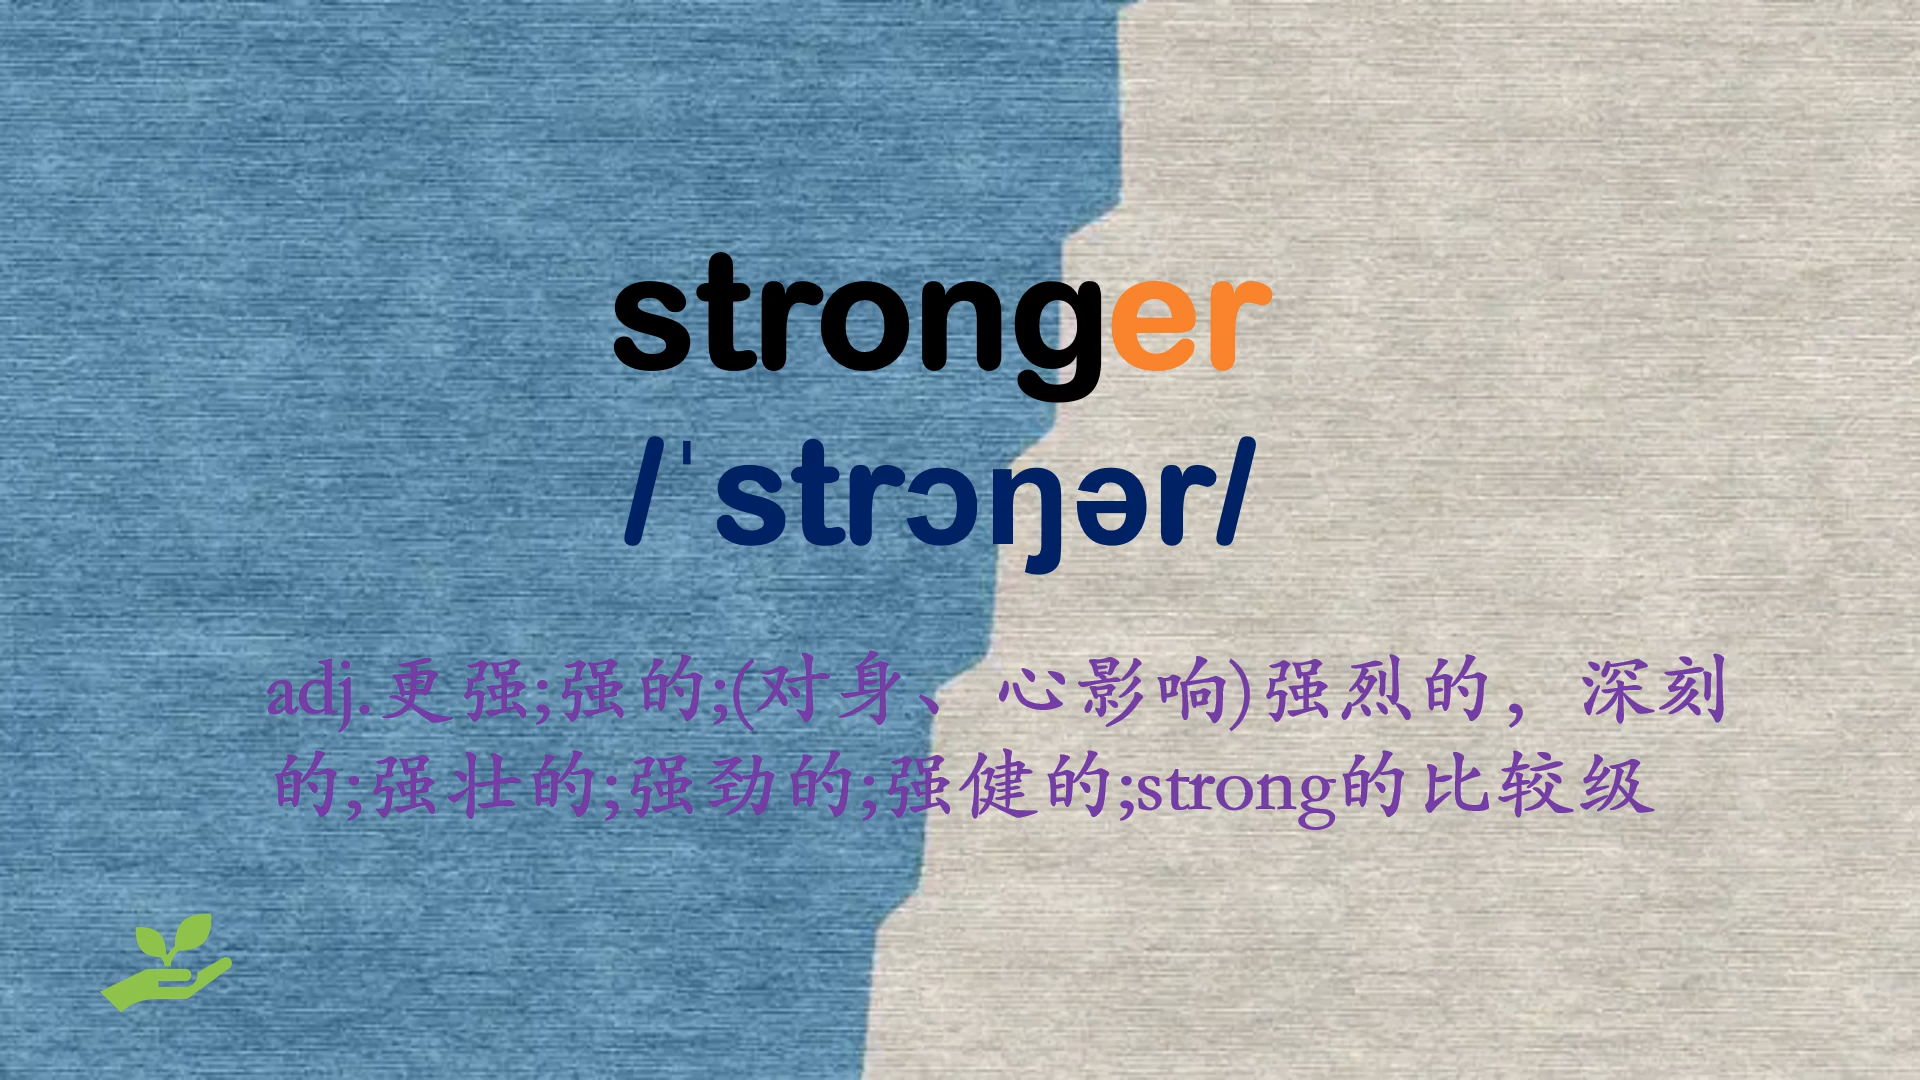 stronger
/ˈstrɔŋər/
adj.更强;强的;(对身、心影响)强烈的，深刻
的;强壮的;强劲的;强健的;strong的比较级